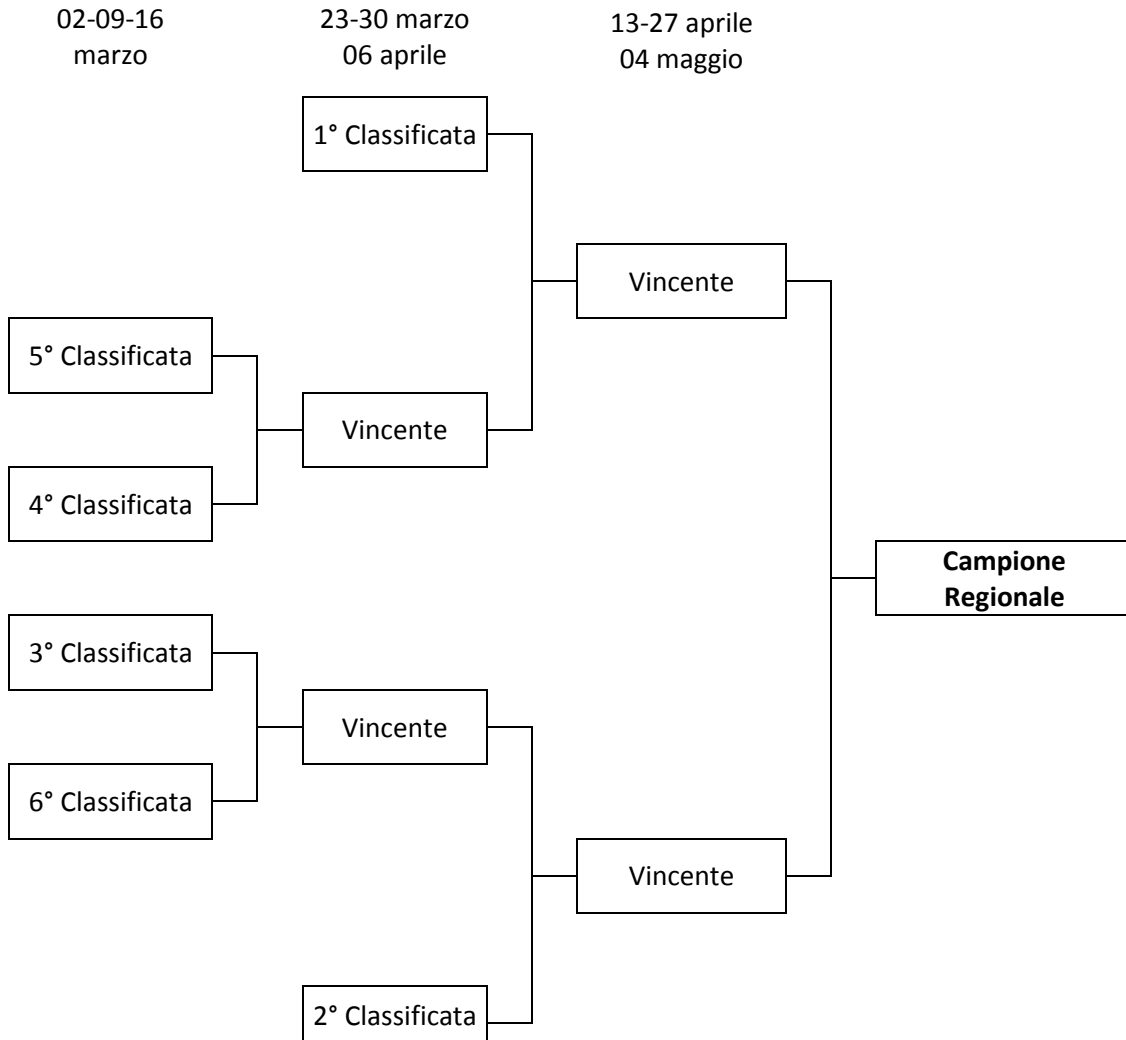 02-09-16
marzo
23-30 marzo
06 aprile
13-27 aprile
04 maggio
1° Classificata
Vincente
5° Classificata
Vincente
4° Classificata
Campione
Regionale
3° Classificata
Vincente
6° Classificata
Vincente
2° Classificata